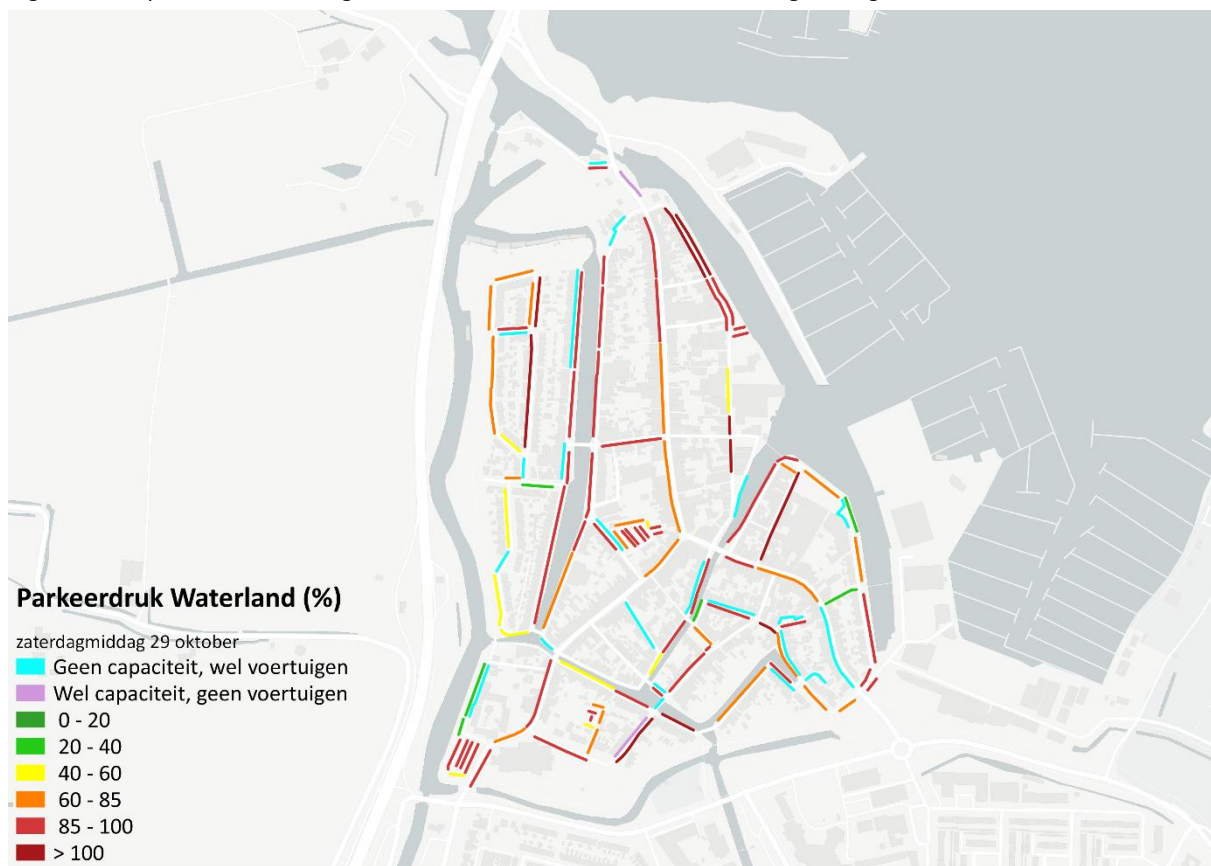 Parkeerdruk Waterland (%)
zaterdagmiddag 29 oktober
Geen capaciteit, wel voertuigen
Wel capaciteit, geen voertuigen
0 - 20
20 - 40
40 - 60
60 - 85
85 - 100
> 100